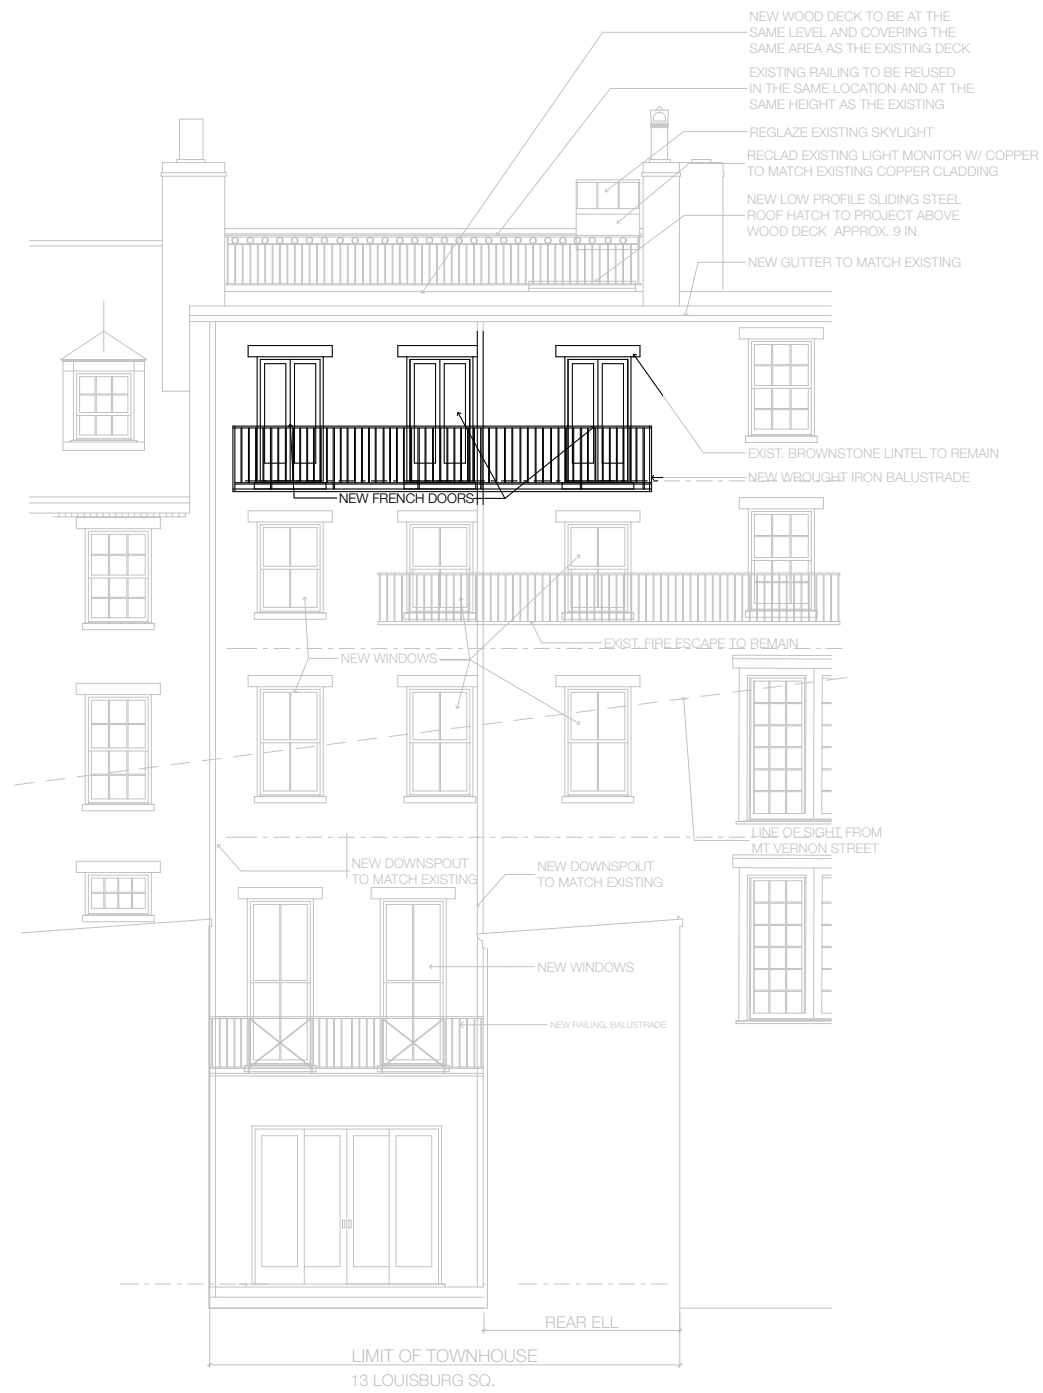 NEW WOOD DECK TO BE AT THE
SAME LEVEL AND COVERING THE
SAME AREA AS THE EXISTING DECK
EXISTING RAILING TO BE REUSED
IN THE SAME LOCATION AND AT THE
SAME HEIGHT AS THE EXISTING
REGLAZE EXISTING SKYLIGHT
RECLAD EXISTING LIGHT MONITOR W/ COPPER
TO MATCH EXISTING COPPER CLADDING
NEW LOW PROFILE SLIDING STEEL
ROOF HATCH TO PROJECT ABOVE
WOOD DECK APPROX. 9 IN.
NEW GUTTER TO MATCH EXISTING
EXIST. BROWNSTONE LINTEL TO REMAIN
NEW WROUGHT IRON BALUSTRADE
NEW FRENCH DOORS
EXIST. FIRE ESCAPE TO REMAIN
NEW WINDOWS
LINE OF SIGHT FROM
MT VERNON STREET
NEW DOWNSPOUT
TO MATCH EXISTING
NEW DOWNSPOUT
TO MATCH EXISTING
NEW WINDOWS
NEW RAILING, BALUSTRADE
REAR ELL
LIMIT OF TOWNHOUSE
13 LOUISBURG SQ.